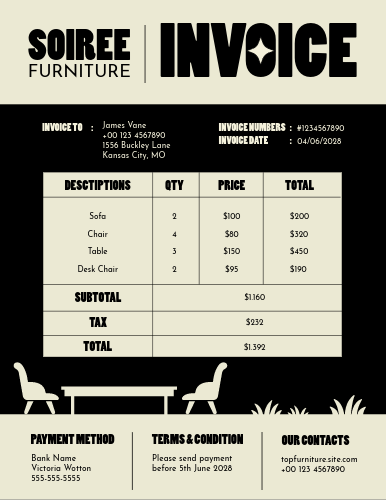 SOIREE
FURNITURE
INVOICE
INVOICE TO :
James Vane
+00 123 4567890
1556 Buckley Lane
Kansas City, MO
INVOICE NUMBERS : #1234567890
INVOICE DATE : 04/06/2028
DESCTIPTIONS QTY PRICE TOTAL
Sofa 2 $100 $200
Chair 4 $80 $320
Table 3 $150 $450
Desk Chair 2 $95 $190
SUBTOTAL $1.160
TAX $232
TOTAL $1.392
PAYMENT METHOD
Bank Name
Victoria Wotton
555-555-5555
TERMS & CONDITION
Please send payment
before 5th June 2028
OUR CONTACTS
topfurniture.site.com
+00 123 4567890